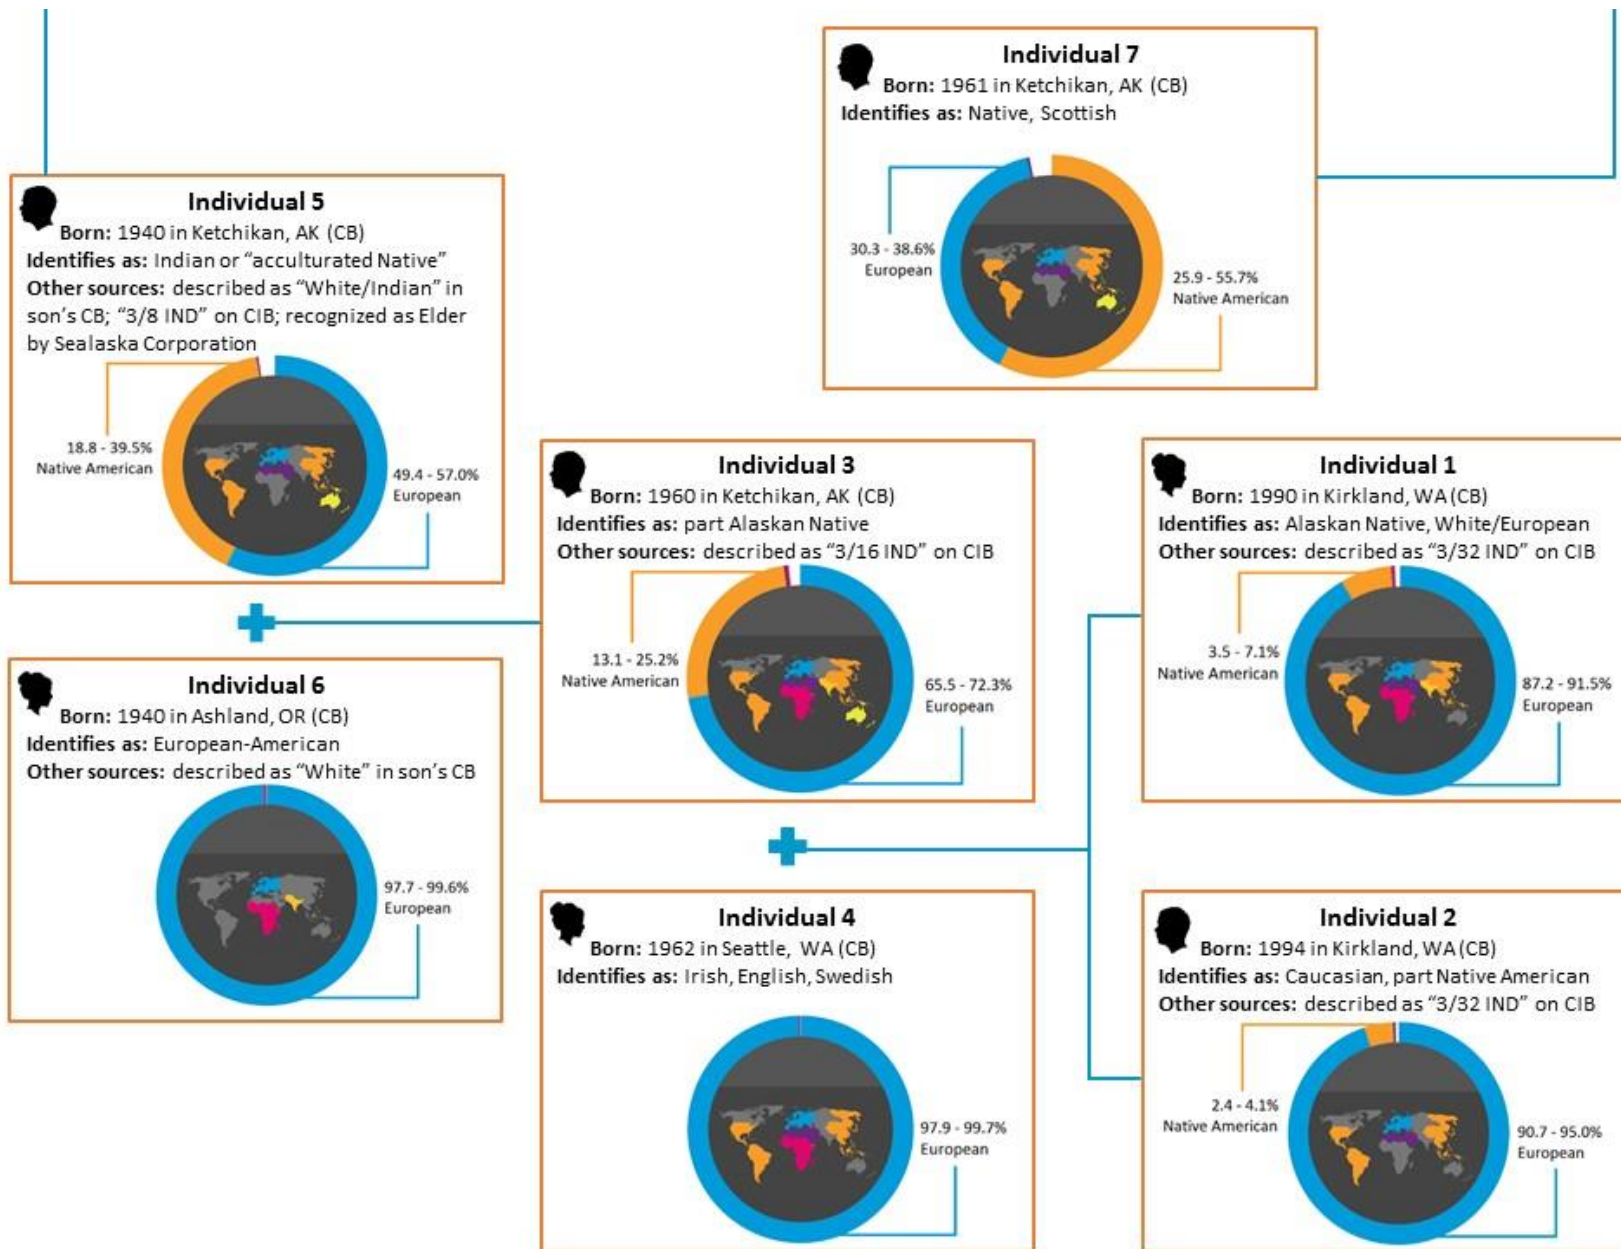 Individual 7
Born: 1961 in Ketchikan, AK (CB)
Identifies as: Native, Scottish
30.3 - 38.6%
European
25.9 - 55.7%
Native American
Individual 5
Born: 1940 in Ketchikan, AK (CB)
Identifies as: Indian or “acculturated Native”
Other sources: described as “White/Indian” in
son’s CB; “3/8 IND” on CIB; recognized as Elder
by Sealaska Corporation
18.8 - 39.5%
Native American
49.4 - 57.0%
European
Individual 3
Born: 1960 in Ketchikan, AK (CB)
Identifies as: part Alaskan Native
Other sources: described as “3/16 IND” on CIB
13.1 - 25.2%
Native American
65.5 - 72.3%
European
Individual 1
Born: 1990 in Kirkland, WA (CB)
Identifies as: Alaskan Native, White/European
Other sources: described as “3/32 IND” on CIB
3.5 - 7.1%
Native American
87.2 - 91.5%
European
Individual 6
Born: 1940 in Ashland, OR (CB)
Identifies as: European-American
Other sources: described as “White” in son’s CB
97.7 - 99.6%
European
Individual 4
Born: 1962 in Seattle, WA (CB)
Identifies as: Irish, English, Swedish
97.9 - 99.7%
European
Individual 2
Born: 1994 in Kirkland, WA (CB)
Identifies as: Caucasian, part Native American
Other sources: described as “3/32 IND” on CIB
2.4 - 4.1%
Native American
90.7 - 95.0%
European